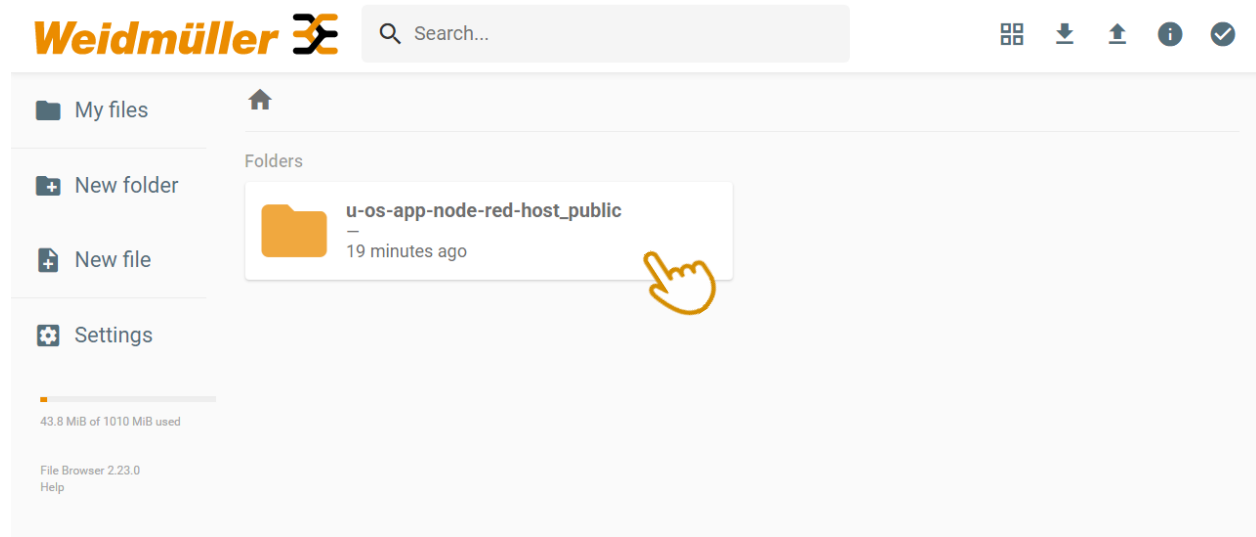 Weidmüller
Search...
My files
New folder
New file
Settings
43.8 MiB of 1010 MiB used
File Browser 2.23.0
Help
Folders
u-os-app-node-red-host_public
—
19 minutes ago